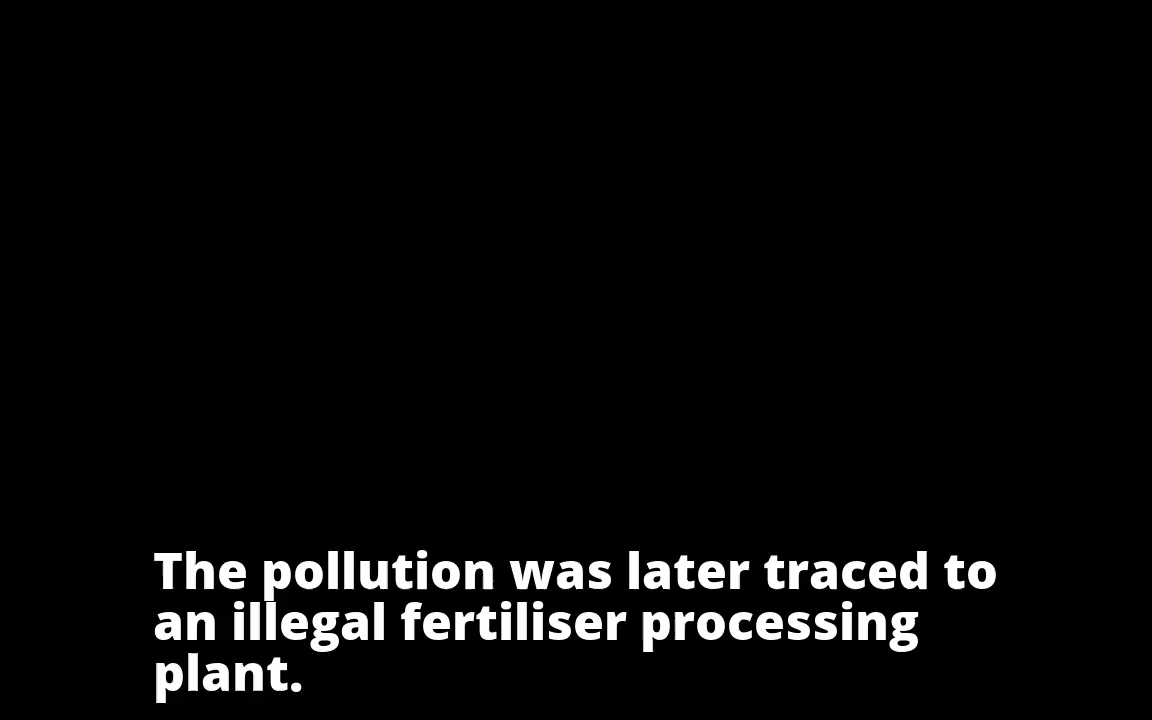 The pollution was later traced to
an illegal fertiliser processing
plant.